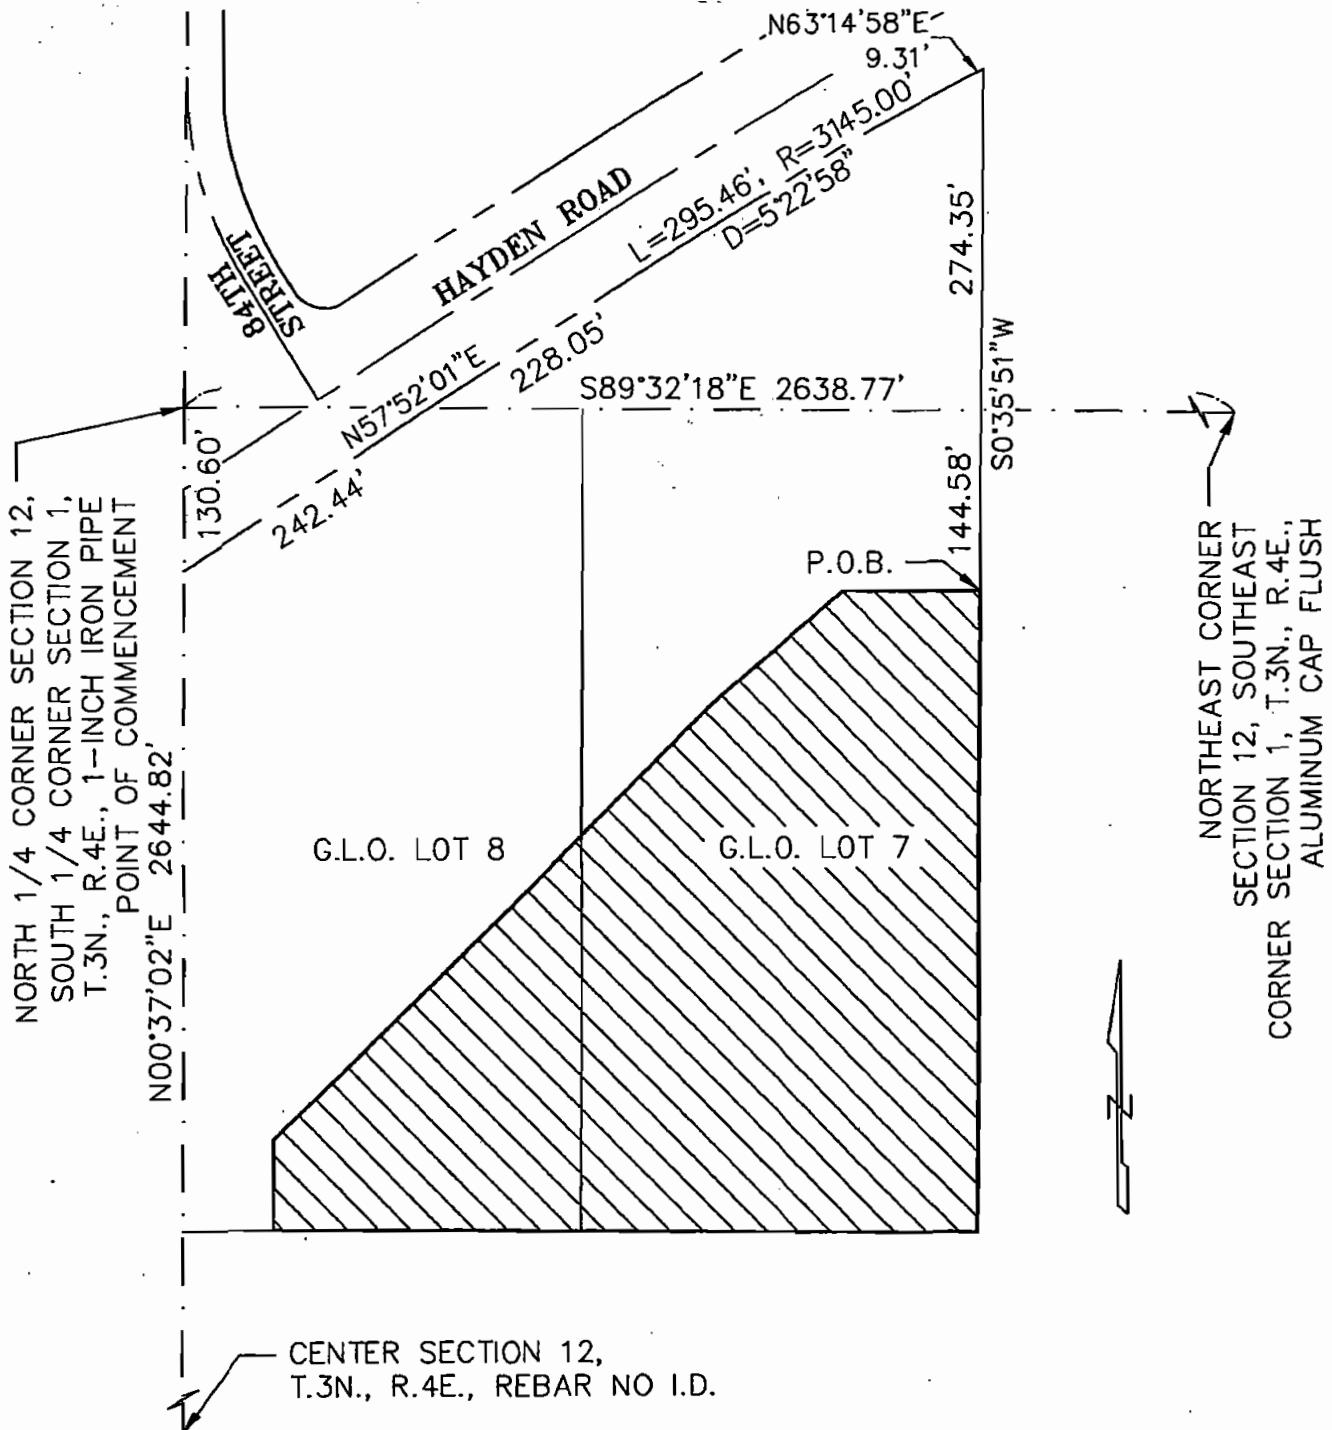 N63°14'58"E
9.31'
L=295.46', R=3145.00'
D=5°22'58"
HAYDEN ROAD
84TH
STREET
274.35'
S0°35'51"W
N57°52'01"E
228.05'
S89°32'18"E 2638.77'
130.60'
242.44'
144.58'
P.O.B.
NORTH 1/4 CORNER SECTION 12,
SOUTH 1/4 CORNER SECTION 1,
T.3N., R.4E., 1-INCH IRON PIPE
POINT OF COMMENCEMENT
N00°37'02"E 2644.82'
NORTHEAST CORNER
SECTION 12, SOUTHEAST
CORNER SECTION 1, T.3N., R.4E.,
ALUMINUM CAP FLUSH
G.L.O. LOT 8
G.L.O. LOT 7
Z
CENTER SECTION 12,
T.3N., R.4E., REBAR NO I.D.